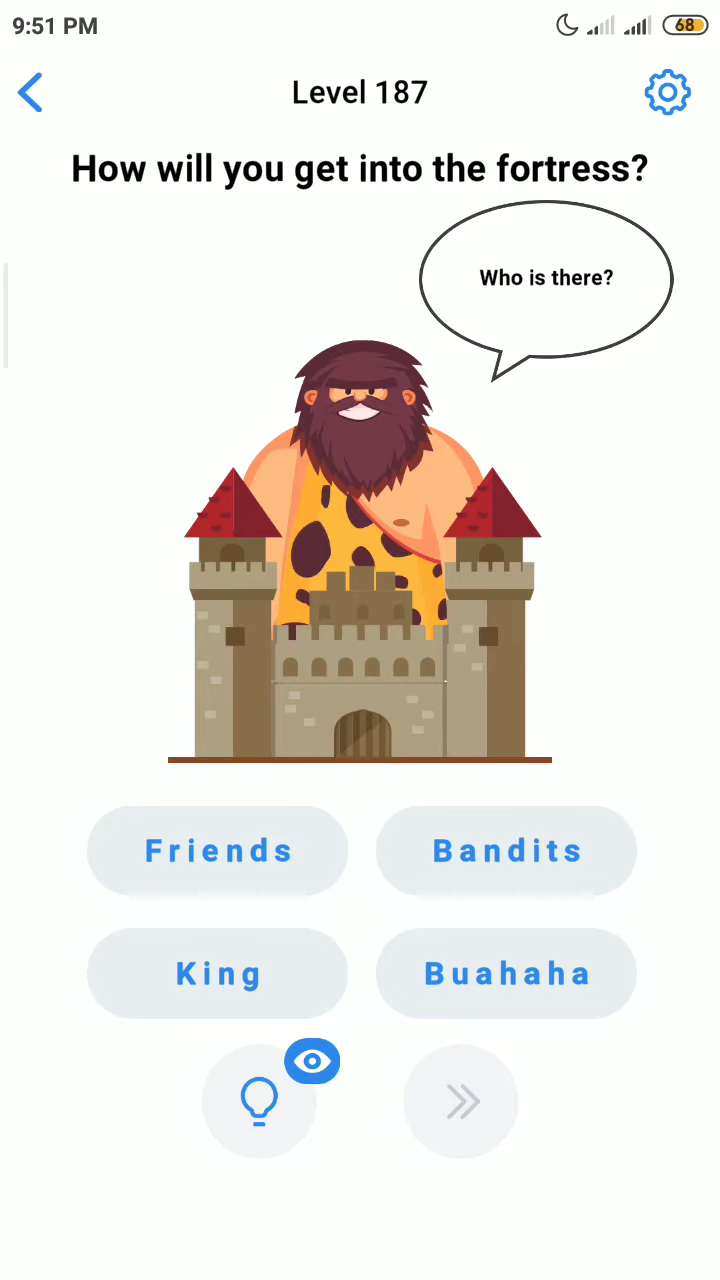 9:51 PM
68
Level 187
How will you get into the fortress?
Who is there?
Friends
Bandits
King
Buahaha